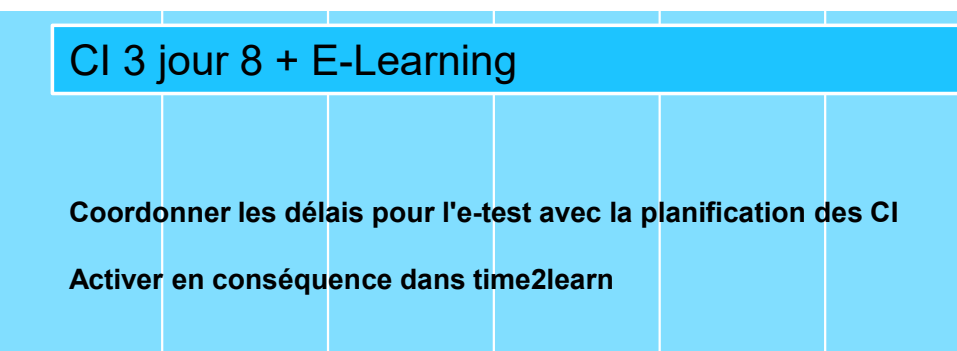 CI 3 jour 8 + E-Learning
Coordonner les délais pour l'e-test avec la planification des CI
Activer en conséquence dans time2learn